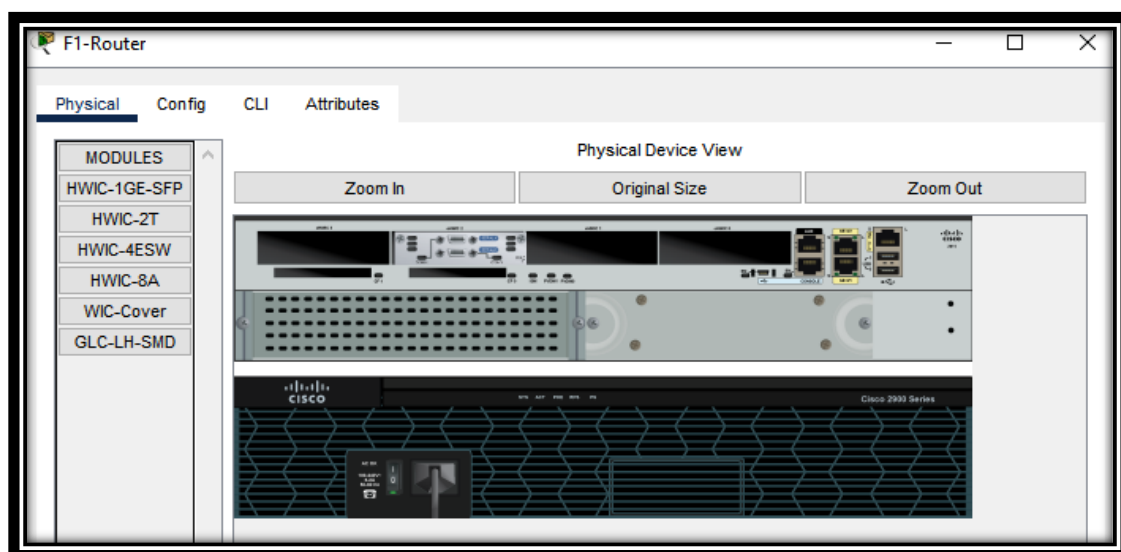 F1-Router
Physical Config CLI Attributes
MODULES
HWIC-1GE-SFP
HWIC-2T
HWIC-4ESW
HWIC-8A
WIC-Cover
GLC-LH-SMD
Physical Device View
Zoom In Original Size Zoom Out
CONSOLE
CISCO
Cisco 2900 Series